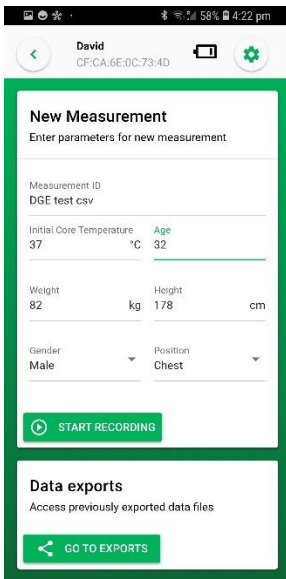 58% 4:22 pm
David
CF:CA:6E:0C:73:4D
New Measurement
Enter parameters for new measurement
Measurement ID
DGE test csv
Initial Core Temperature Age
37 °C 32
Weight Height
82 kg 178 cm
Gender Position
Male Chest
START RECORDING
Data exports
Access previously exported data files
GO TO EXPORTS